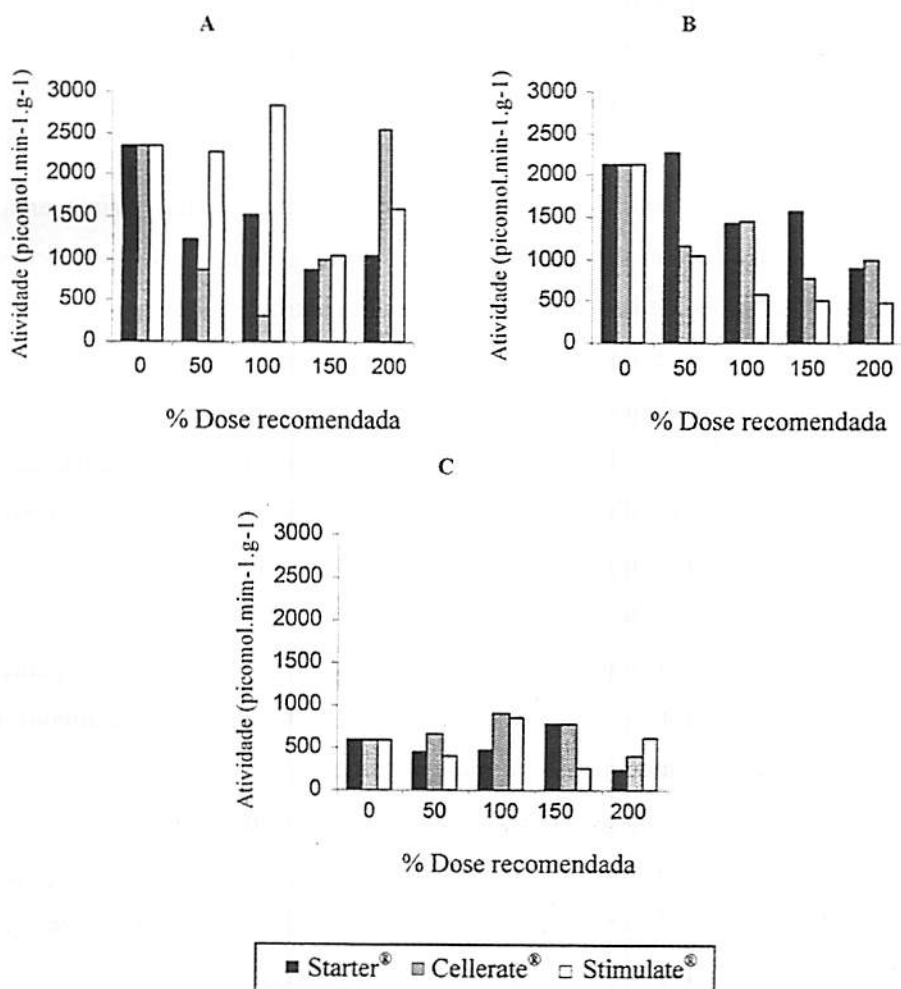 A
Atividade (picomol.min-1.g-1)
3000
2500
2000
1500
1000
500
0
0 50 100 150 200
% Dose recomendada
B
Atividade (picomol.min-1.g-1)
3000
2500
2000
1500
1000
500
0
0 50 100 150 200
% Dose recomendada
C
Atividade (picomol.mim-1.g-1)
3000
2500
2000
1500
1000
500
0
0 50 100 150 200
% Dose recomendada
Starter® Cellerate® Stimulate®